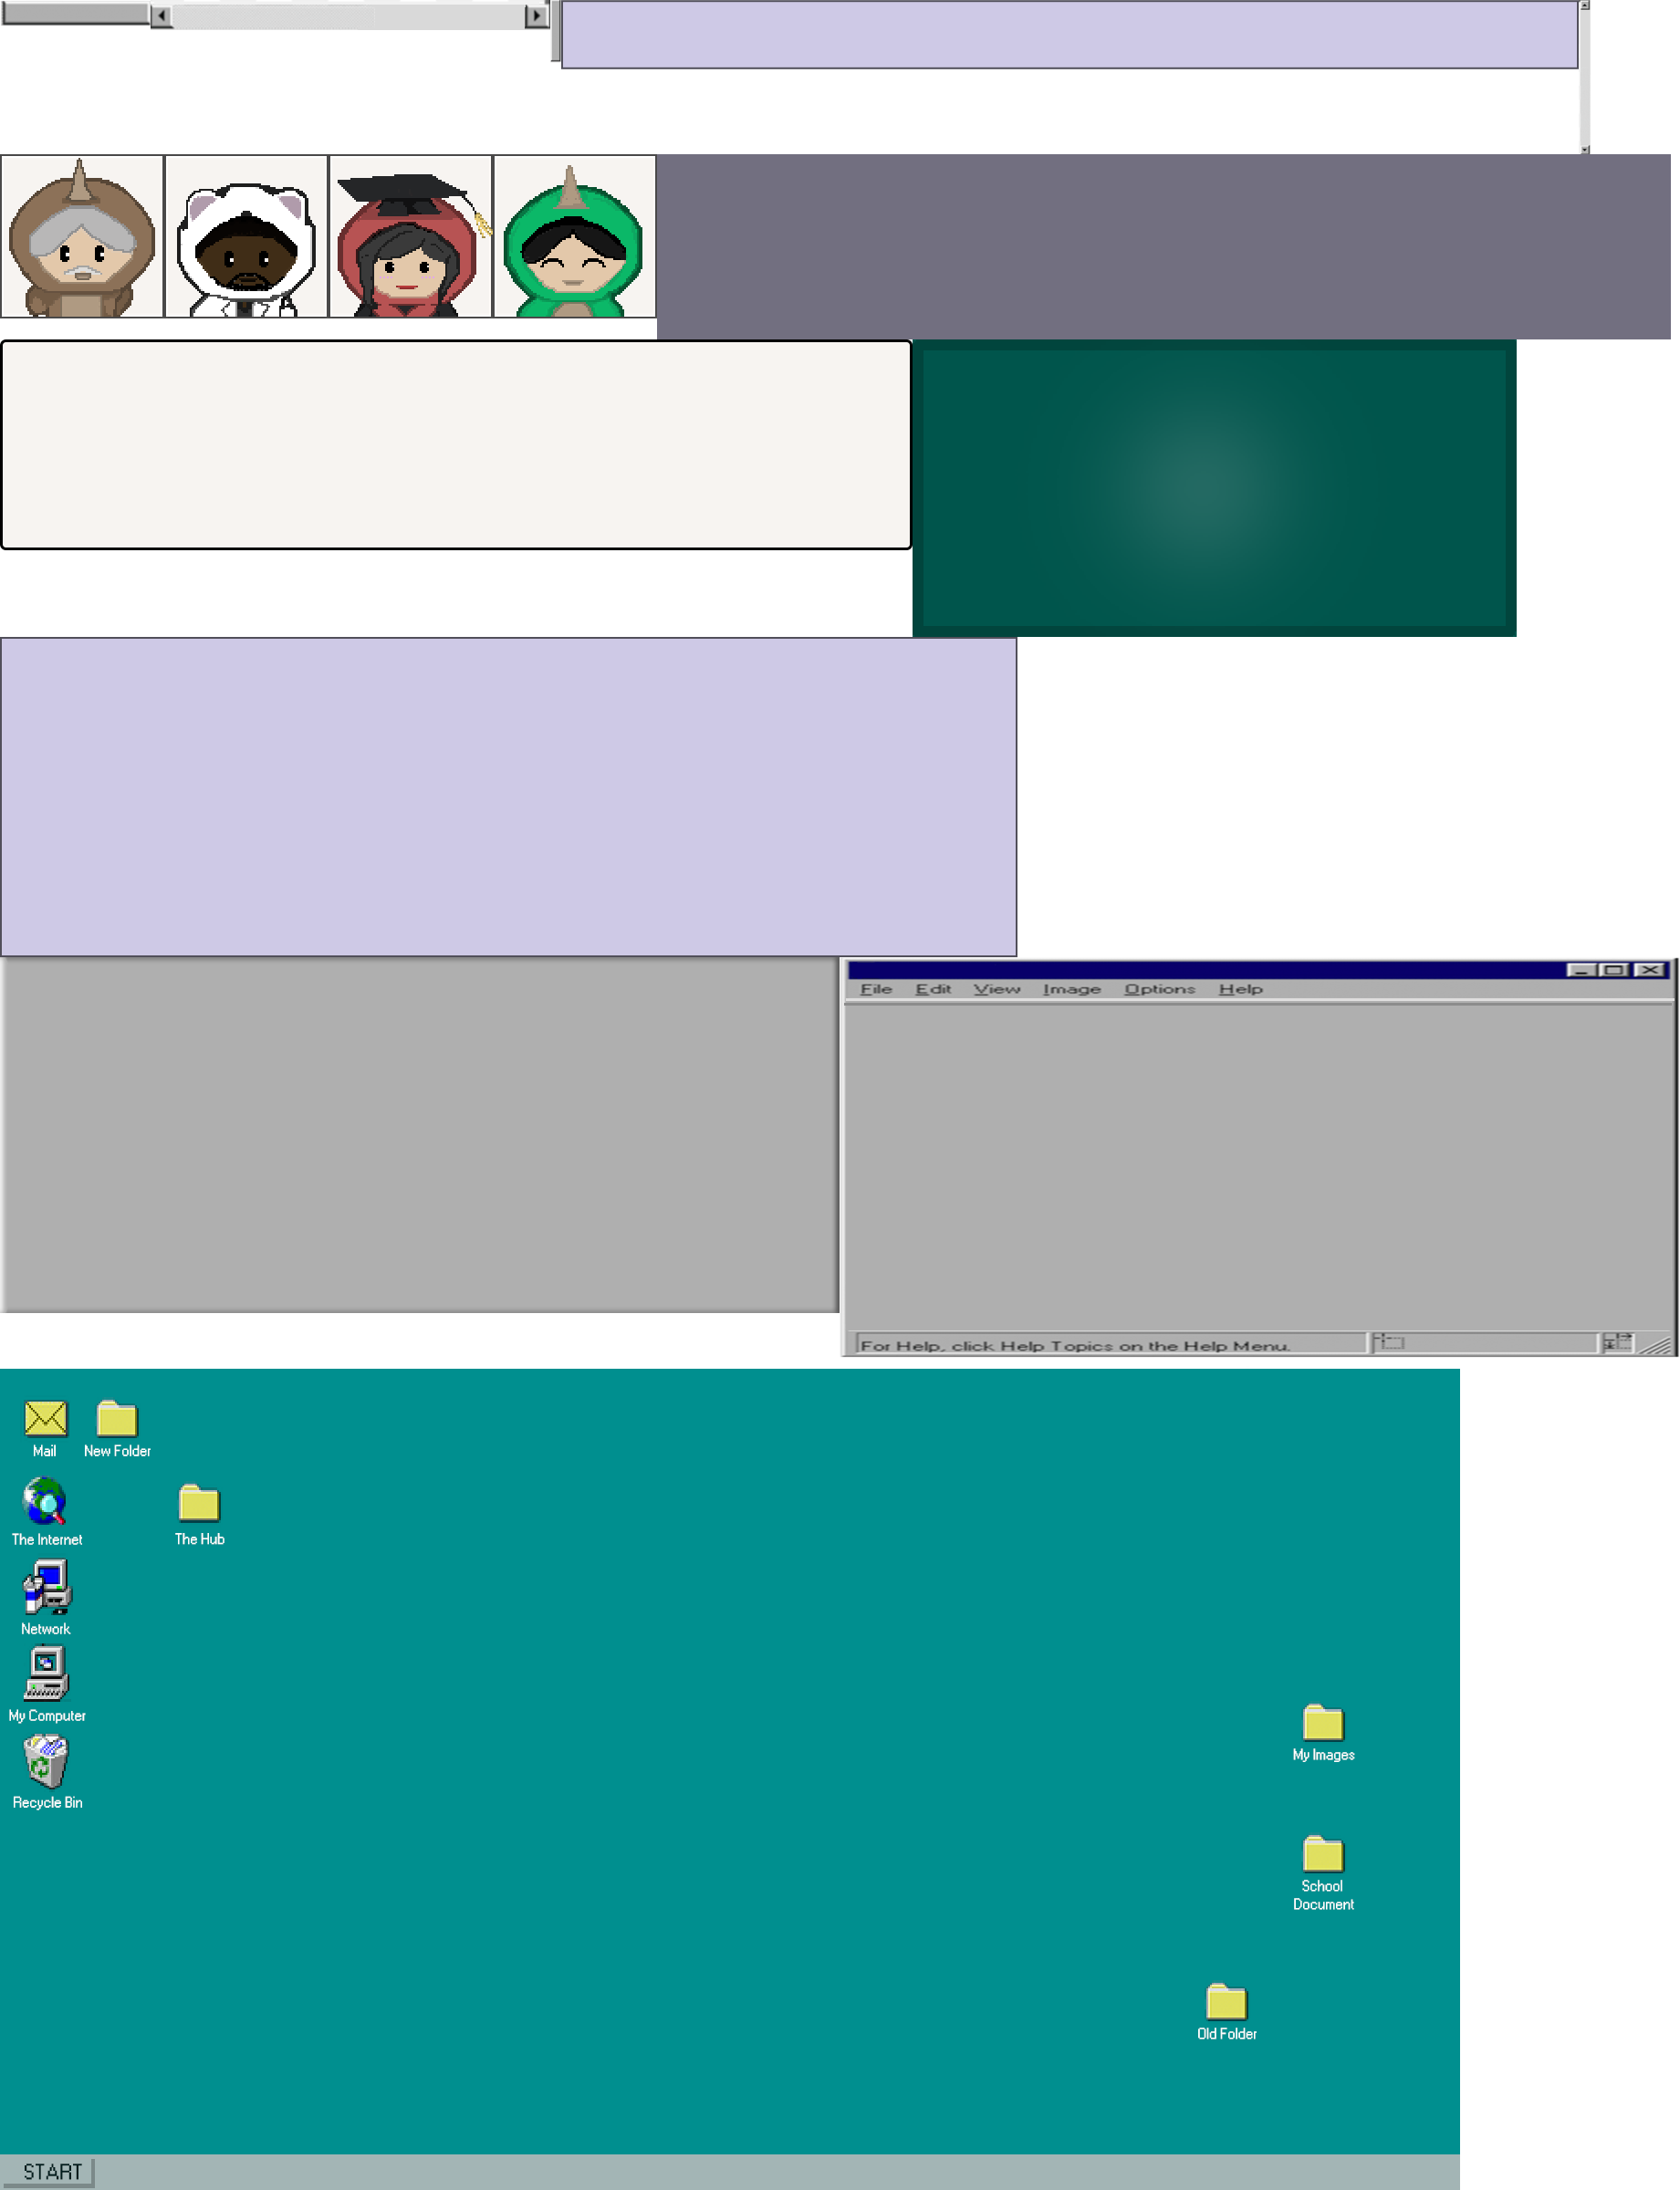 File Edit View Image Options Help
For Help, click Help Topics on the Help Menu.
Mail
New Folder
The Internet
The Hub
Network
My Computer
My Images
Recycle Bin
School
Document
Old Folder
START